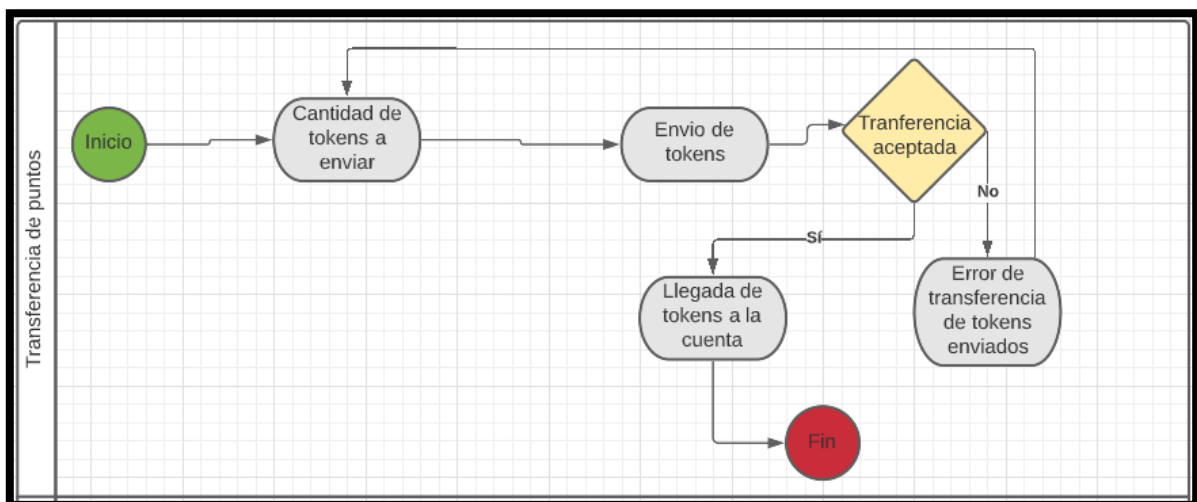 Transferencia de puntos
Inicio
Cantidad de
tokens a
enviar
Envio de
tokens
Tranferencia
aceptada
No
Sí
Llegada de
tokens a la
cuenta
Error de
transferencia
de tokens
enviados
Fin